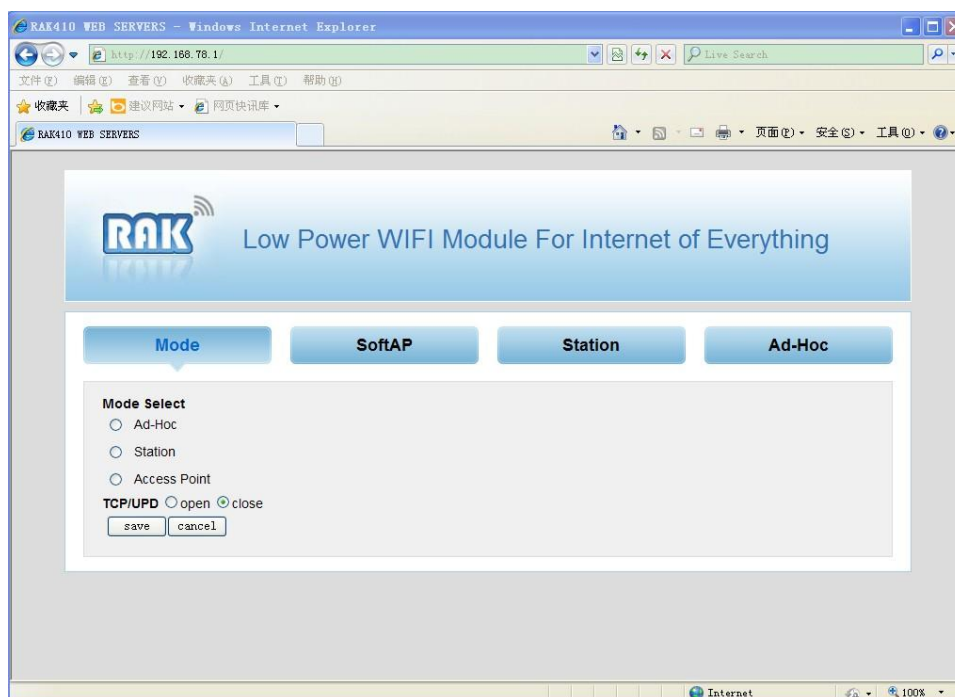 RAK410 WEB SERVERS - Windows Internet Explorer
http://192.168.78.1/
Live Search
文件(F) 编辑(E) 查看(V) 收藏夹(A) 工具(T) 帮助(H)
收藏夹 建议网站 网页快讯库
RAK410 WEB SERVERS
页面(P) 安全(S) 工具(O)
RAK
Low Power WIFI Module For Internet of Everything
Mode SoftAP Station Ad-Hoc
Mode Select
Ad-Hoc
Station
Access Point
TCP/UPD open close
save cancel
Internet 100%